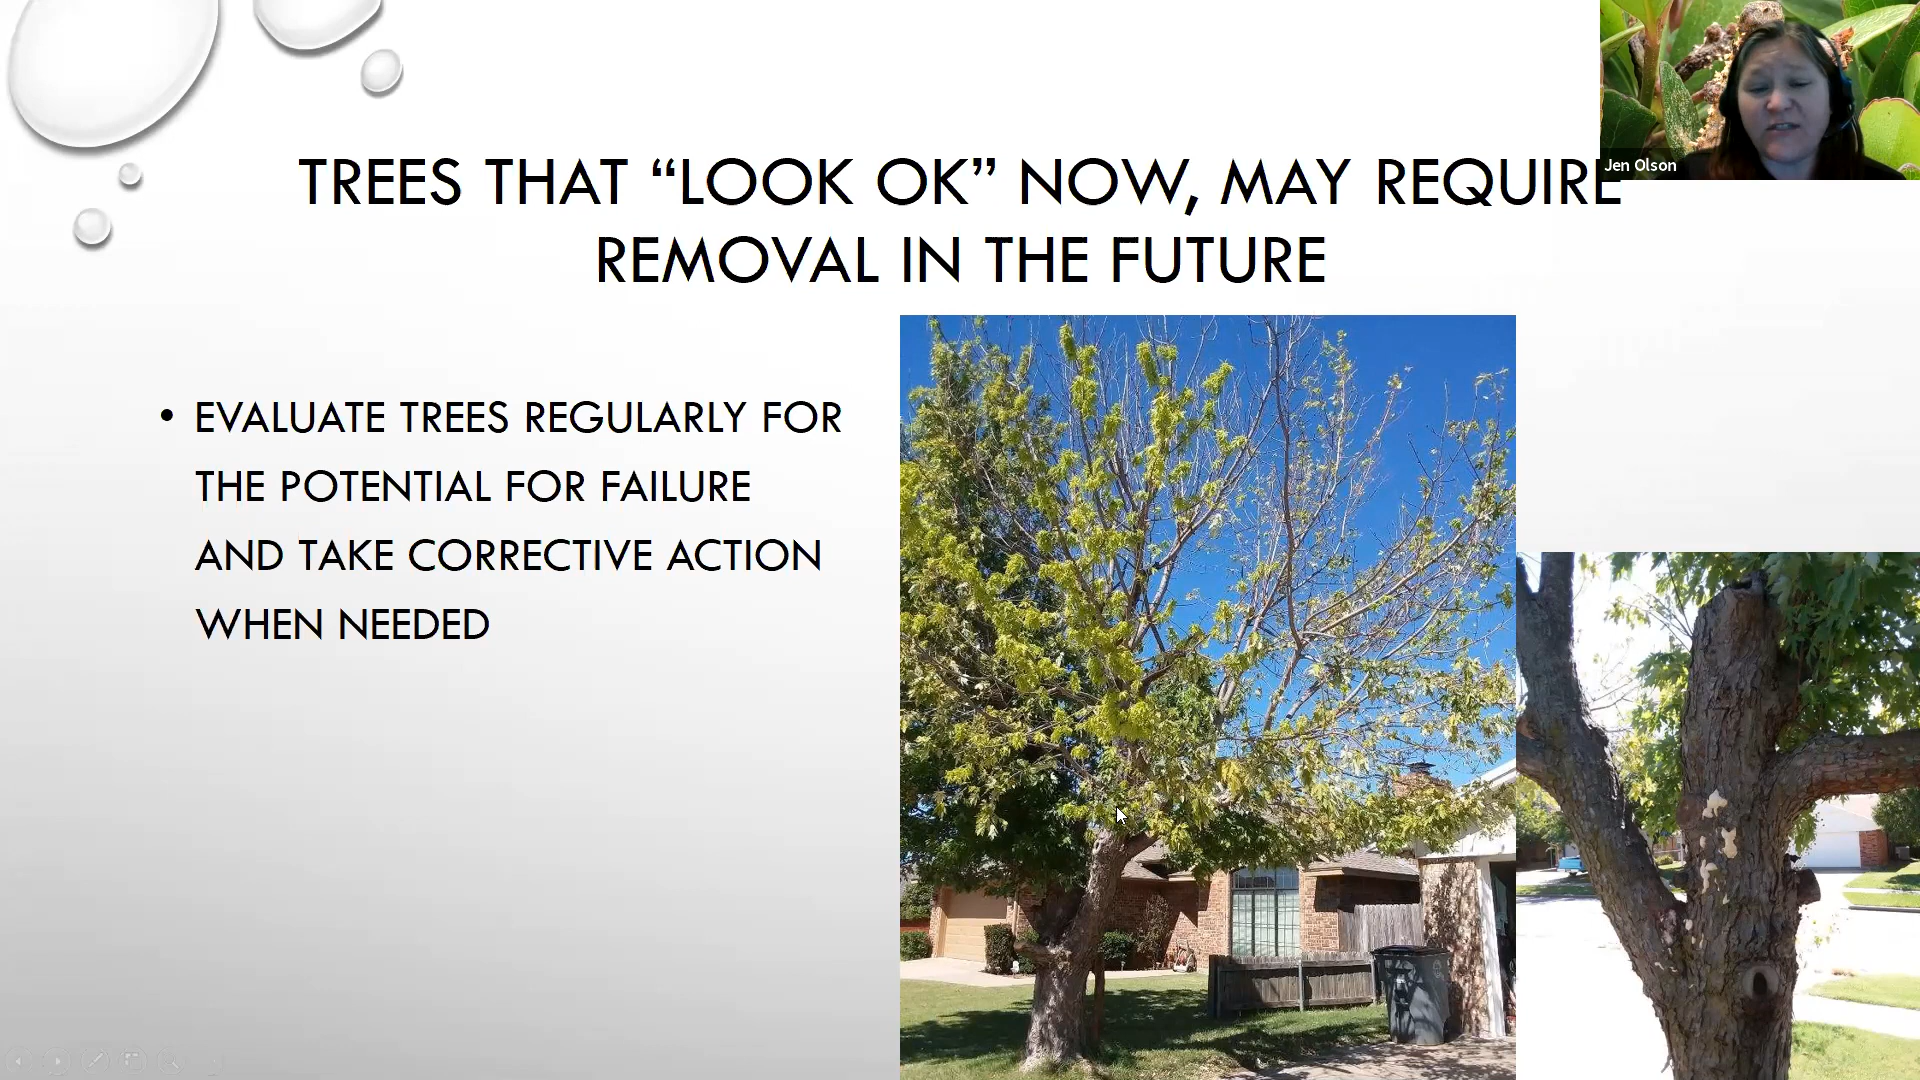 TREES THAT “LOOK OK” NOW, MAY REQUIRE
REMOVAL IN THE FUTURE
Jen Olson
• EVALUATE TREES REGULARLY FOR
THE POTENTIAL FOR FAILURE
AND TAKE CORRECTIVE ACTION
WHEN NEEDED